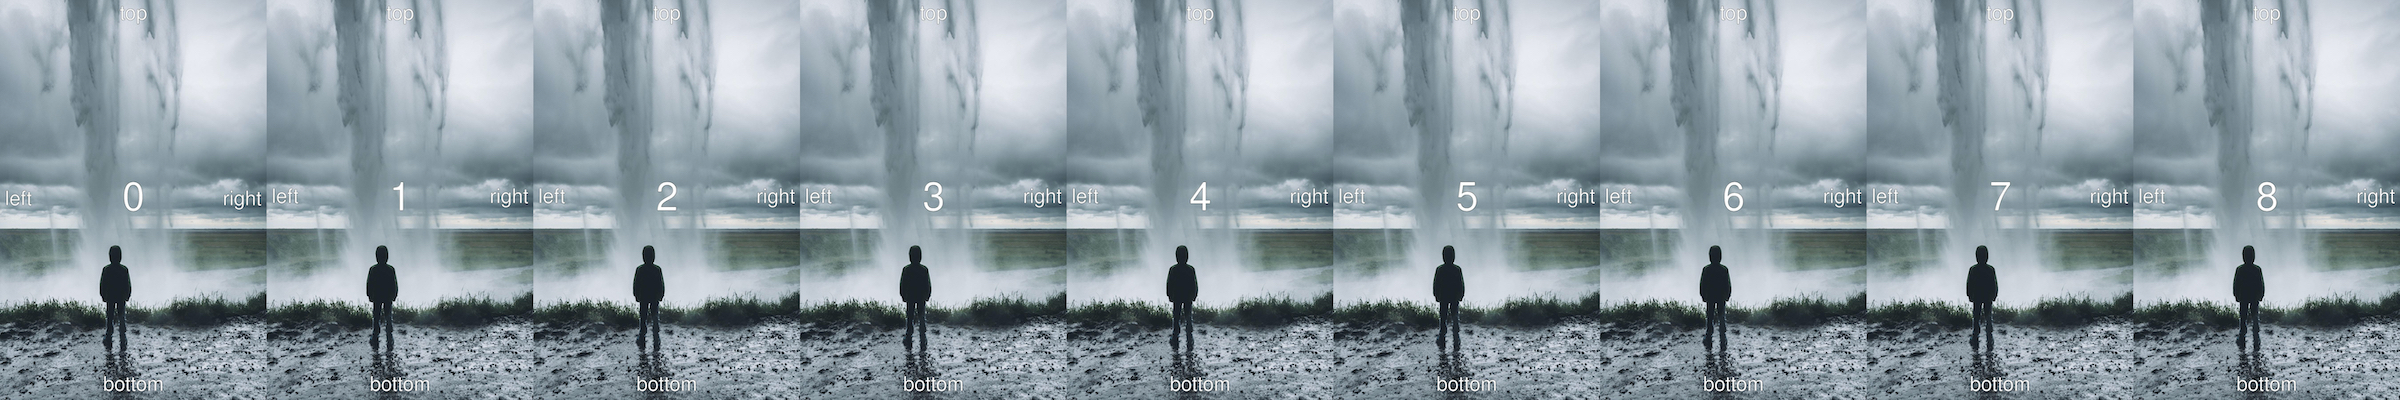 top
left 0 right
bottom
top
left 1 right
bottom
top
left 2 right
bottom
top
left 3 right
bottom
top
left 4 right
bottom
top
left 5 right
bottom
top
left 6 right
bottom
top
left 7 right
bottom
top
left 8 right
bottom